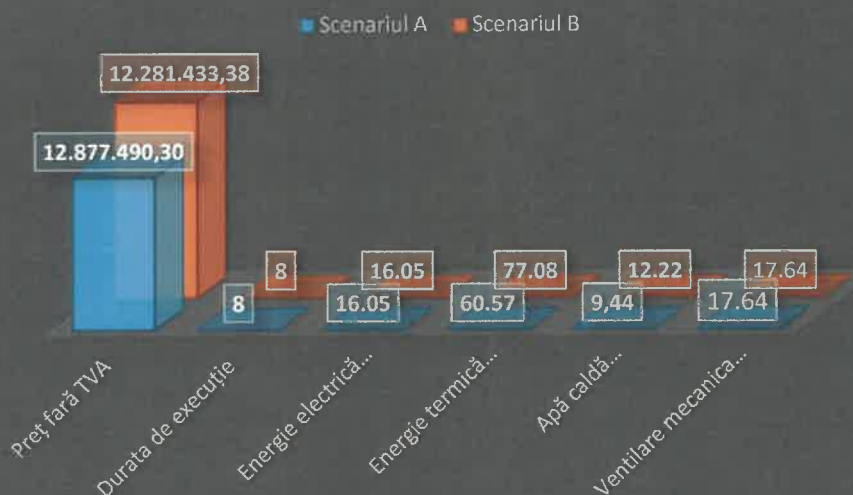 Scenariul A Scenariul B
12.281.433,38
12.877.490,30
8 16.05 77.08 12.22 17.64
8 16.05 60.57 9,44 17.64
Preț fară TVA
Durata de execuție
Energie electrică...
Energie termică...
Apă caldă...
Ventilare mecanica...